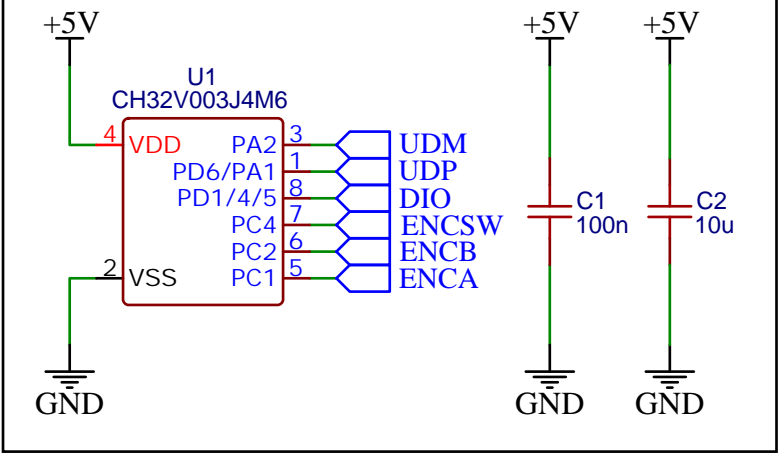 +5V
+5V
+5V
U1
CH32V003J4M6
4 VDD
PA2 3 UDM
PD6/PA1 1 UDP
PD1/4/5 8 DIO
PC4 7 ENCSW
PC2 6 ENCB
2 VSS
PC1 5 ENCA
C1
100n
C2
10u
GND
GND
GND